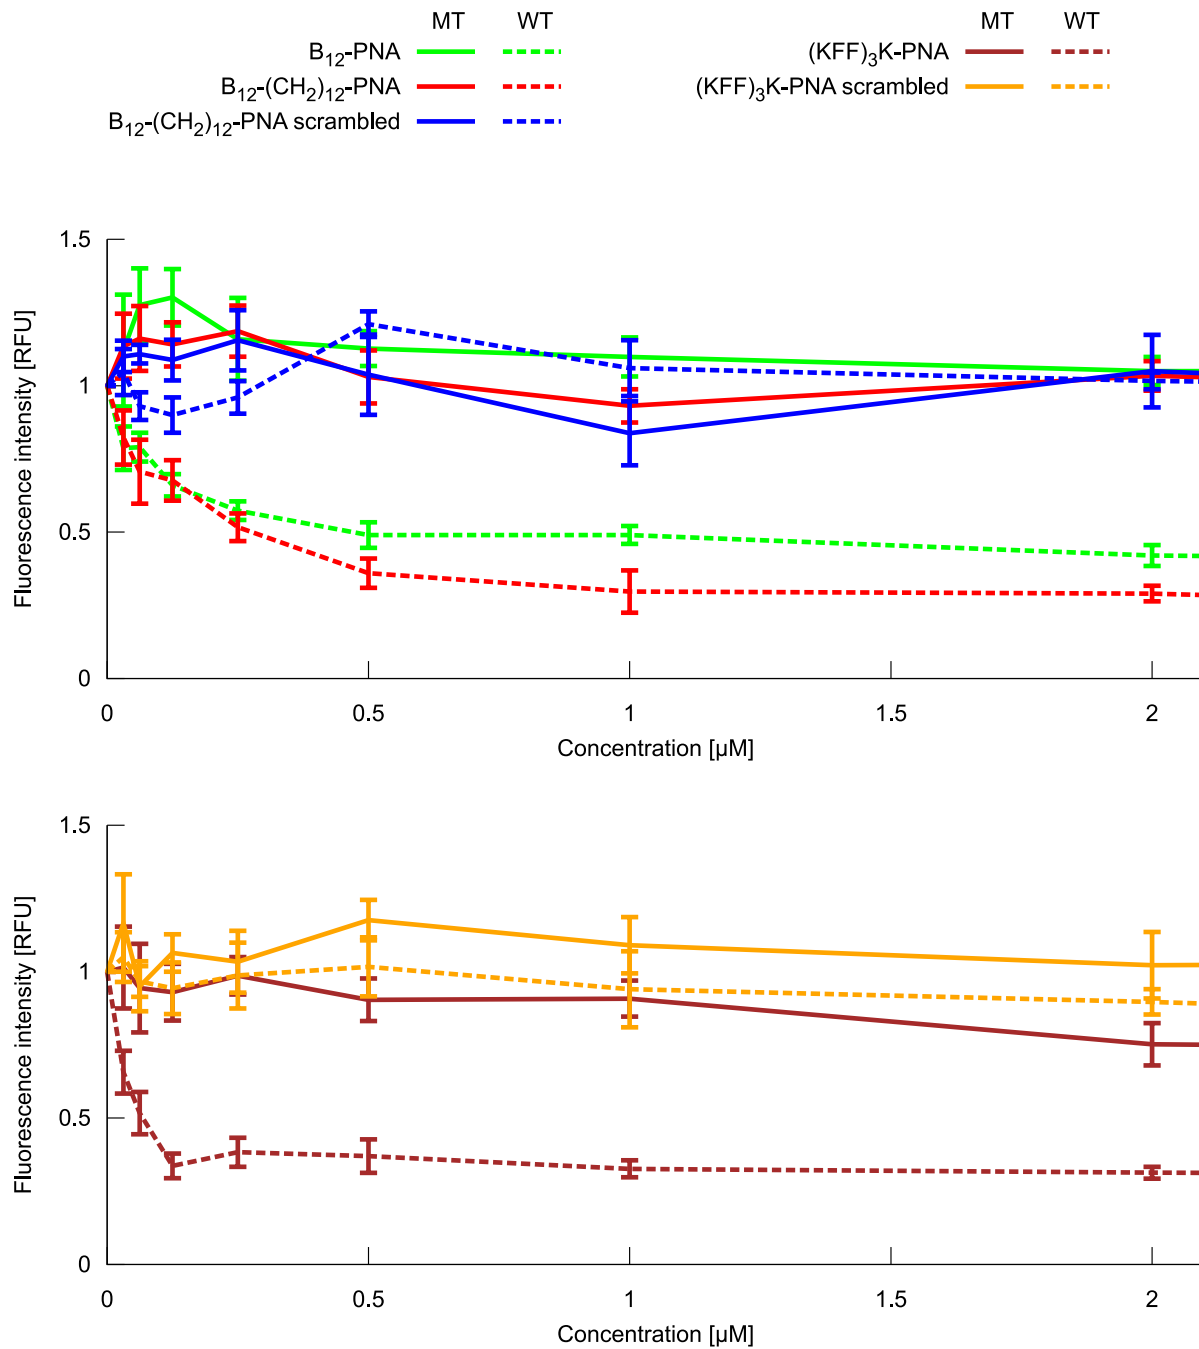 MT WT MT WT
B12-PNA (KFF)3K-PNA
B12-(CH2)12-PNA (KFF)3K-PNA scrambled
B12-(CH2)12-PNA scrambled
1.5
1
0.5
0
Fluorescence intensity [RFU]
0 0.5 1 1.5 2
Concentration [µM]
1.5
1
0.5
0
Fluorescence intensity [RFU]
0 0.5 1 1.5 2
Concentration [µM]